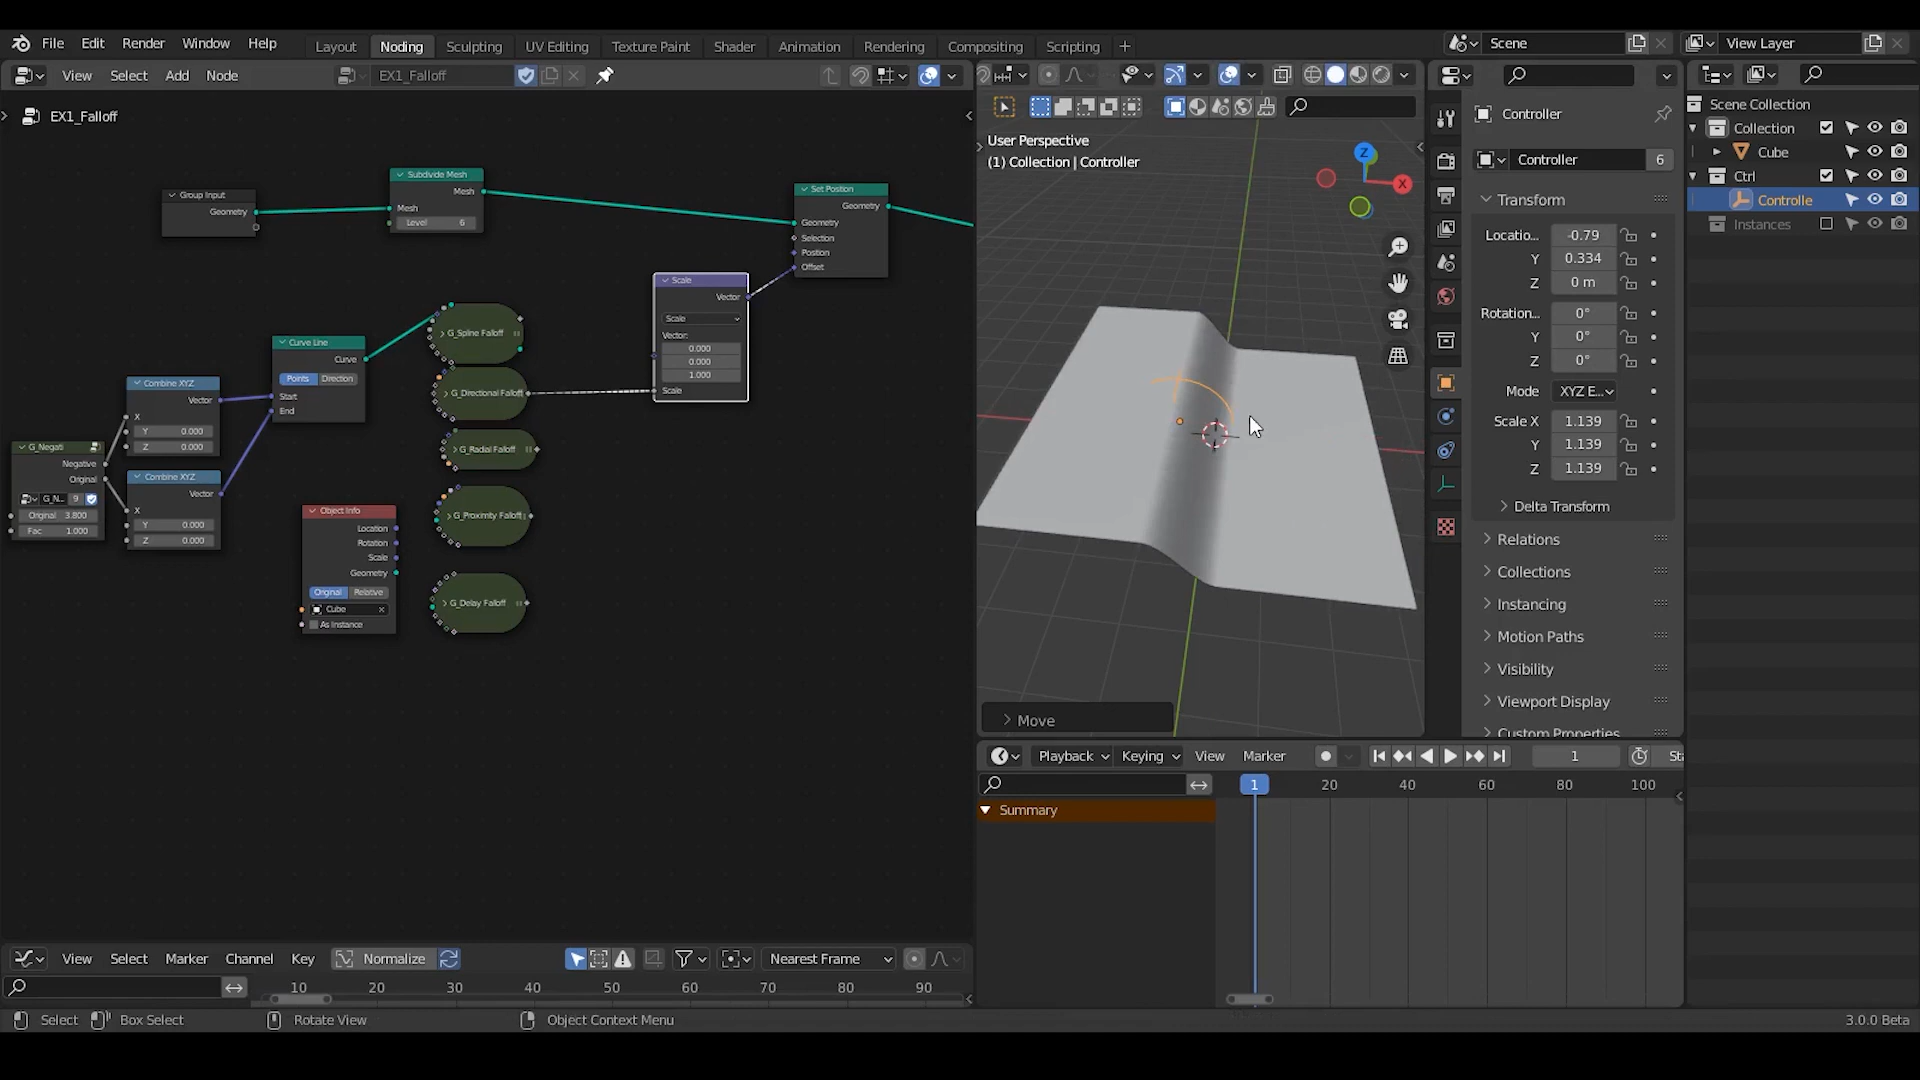 File Edit Render Window Help
Layout Noding Sculpting UV Editing Texture Paint Shader Animation Rendering Compositing Scripting +
Scene
View Layer
View Select Add Node
EX1_Falloff
EX1_Falloff
Group Input
Geometry
Subdivide Mesh
Mesh
Mesh
Level 6
Set Position
Geometry
Geometry
Selection
Position
Offset
Scale
Vector
Scale
Vector:
0.000
0.000
1.000
Scale
Curve Line
Curve
Points Direction
Start
End
Combine XYZ
Vector
X
Y 0.000
Z 0.000
Combine XYZ
Vector
X
Y 0.000
Z 0.000
G_Negati
Negative
Original
G_N... 9
Original 3.800
Fac 1.000
G_Spline Falloff
G_Directional Falloff
G_Radial Falloff
G_Proximity Falloff
G_Delay Falloff
Object Info
Location
Rotation
Scale
Geometry
Original Relative
Cube
As Instance
User Perspective
(1) Collection | Controller
Z
X
Move
Controller
Controller 6
Transform
Locatio... -0.79
Y 0.334
Z 0 m
Rotation... 0°
Y 0°
Z 0°
Mode XYZ E...
Scale X 1.139
Y 1.139
Z 1.139
Delta Transform
Relations
Collections
Instancing
Motion Paths
Visibility
Viewport Display
Custom Properties
Scene Collection
Collection
Cube
Ctrl
Controlle
Instances
Playback Keying View Marker
1
Sta
1 20 40 60 80 100
Summary
View Select Marker Channel Key Normalize Nearest Frame
10 20 30 40 50 60 70 80 90
Select Box Select Rotate View Object Context Menu 3.0.0 Beta